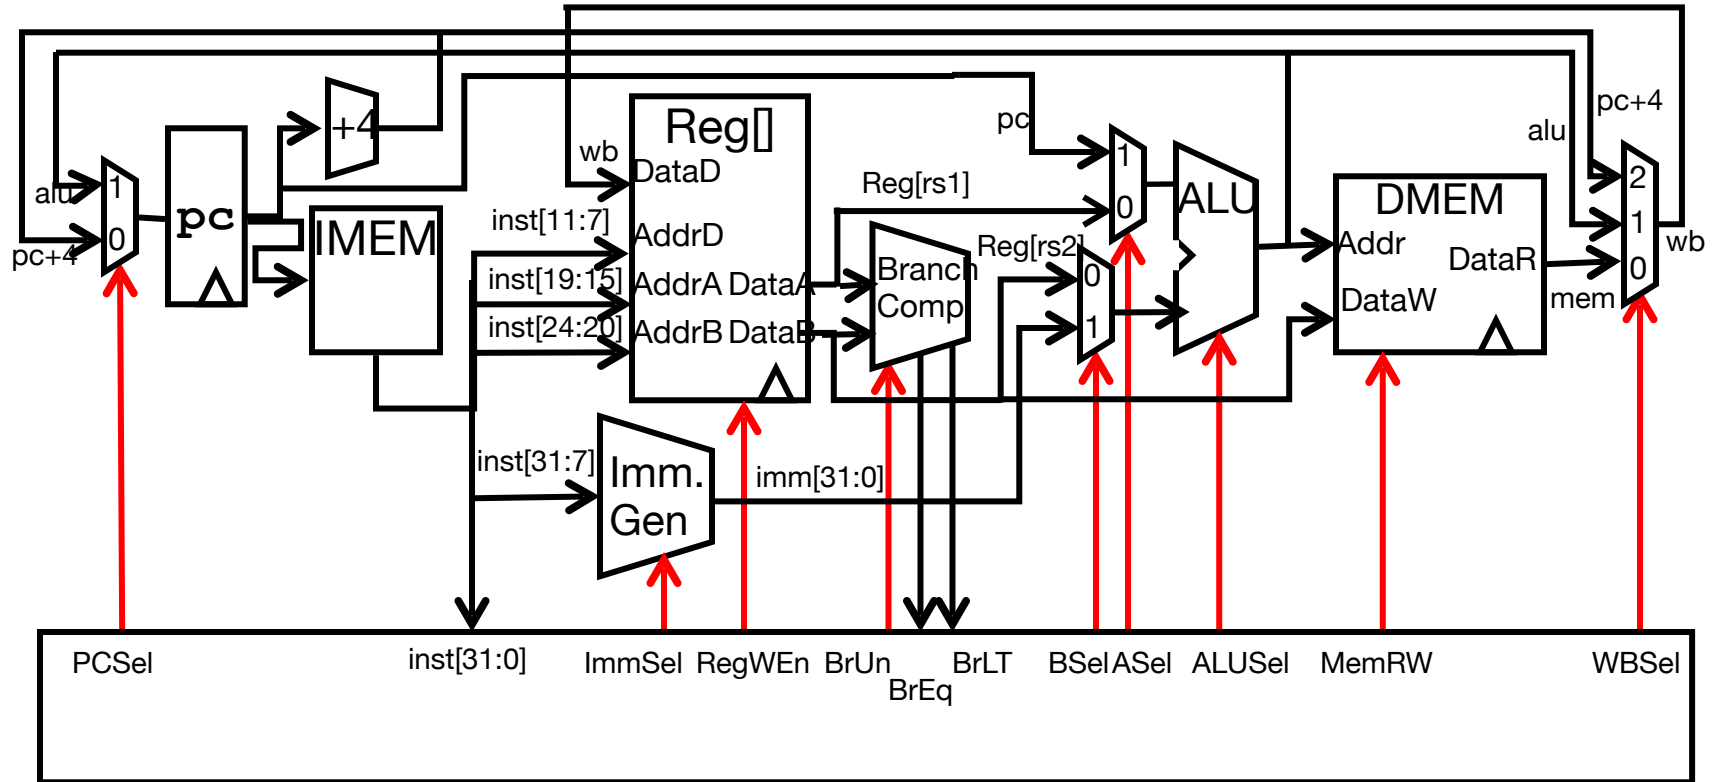 pc+4
pc
alu
+4
Reg[]
wb
DataD
1
Reg[rs1]
ALU
DMEM
2
alu
1
pc
IMEM
inst[11:7]
AddrD
0
1
wb
pc+4
0
Reg[rs2]
Addr
DataR
0
inst[19:15]
AddrA
DataA
Branch
Comp
0
mem
DataW
inst[24:20]
AddrB
DataB
1
inst[31:7]
Imm.
Gen
imm[31:0]
PCSel
inst[31:0]
ImmSel
RegWEn
BrUn
BrEq
BrLT
BSel
ASel
ALUSel
MemRW
WBSel